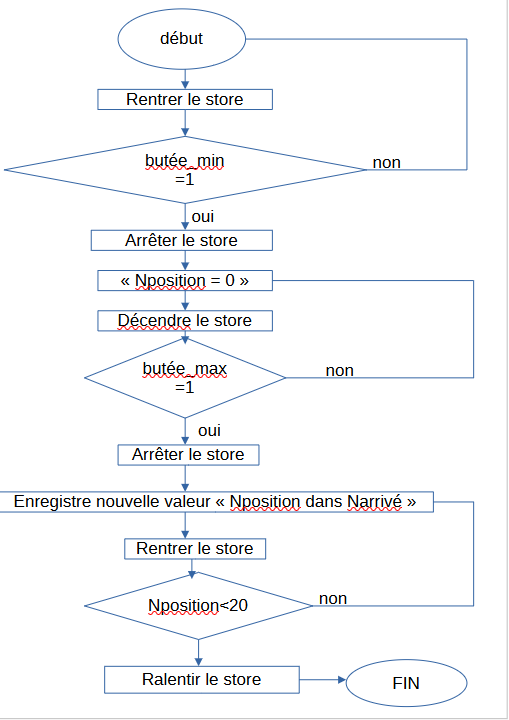 début
Rentrer le store
butée_min
=1
non
oui
Arrêter le store
« Nposition = 0 »
Décendre le store
butée_max
=1
non
oui
Arrêter le store
Enregistre nouvelle valeur « Nposition dans Narrivé »
Rentrer le store
Nposition<20
non
Ralentir le store
FIN